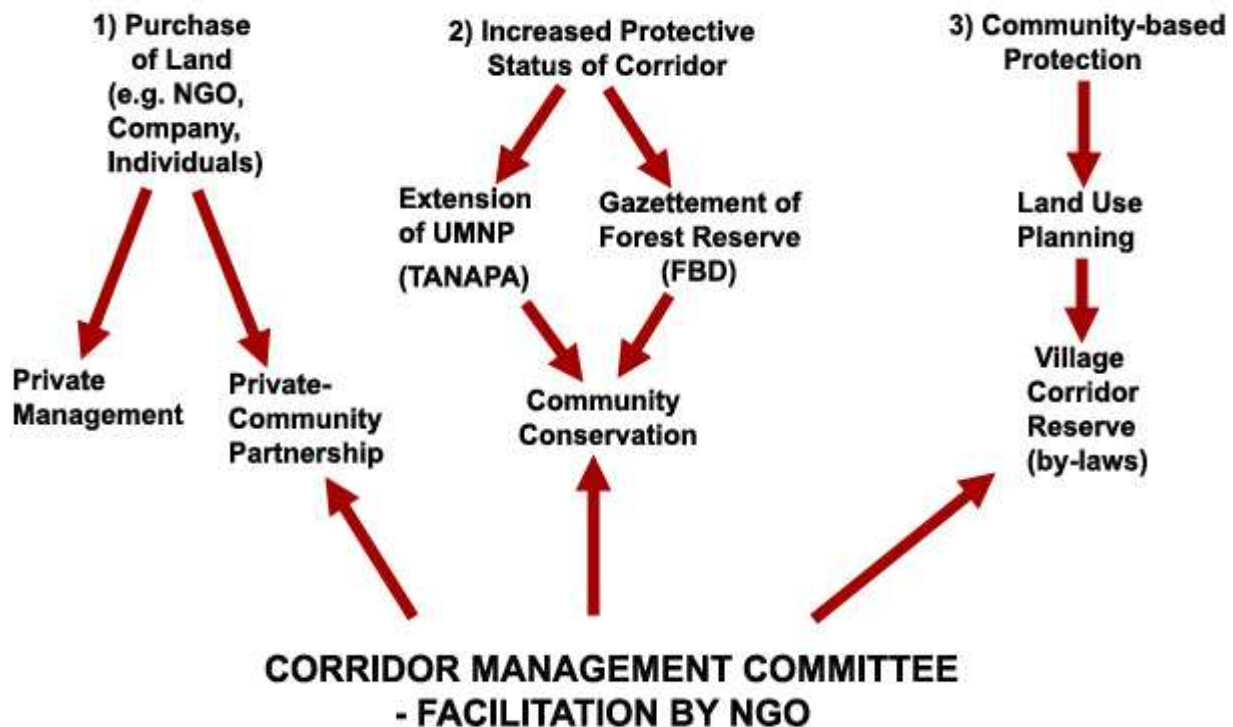 1) Purchase
of Land
(e.g. NGO,
Company,
Individuals)
2) Increased Protective
Status of Corridor
3) Community-based
Protection
Extension
of UMNP
(TANAPA)
Gazettement of
Forest Reserve
(FBD)
Land Use
Planning
Private
Management
Private-
Community
Partnership
Community
Conservation
Village
Corridor
Reserve
(by-laws)
CORRIDOR MANAGEMENT COMMITTEE
- FACILITATION BY NGO